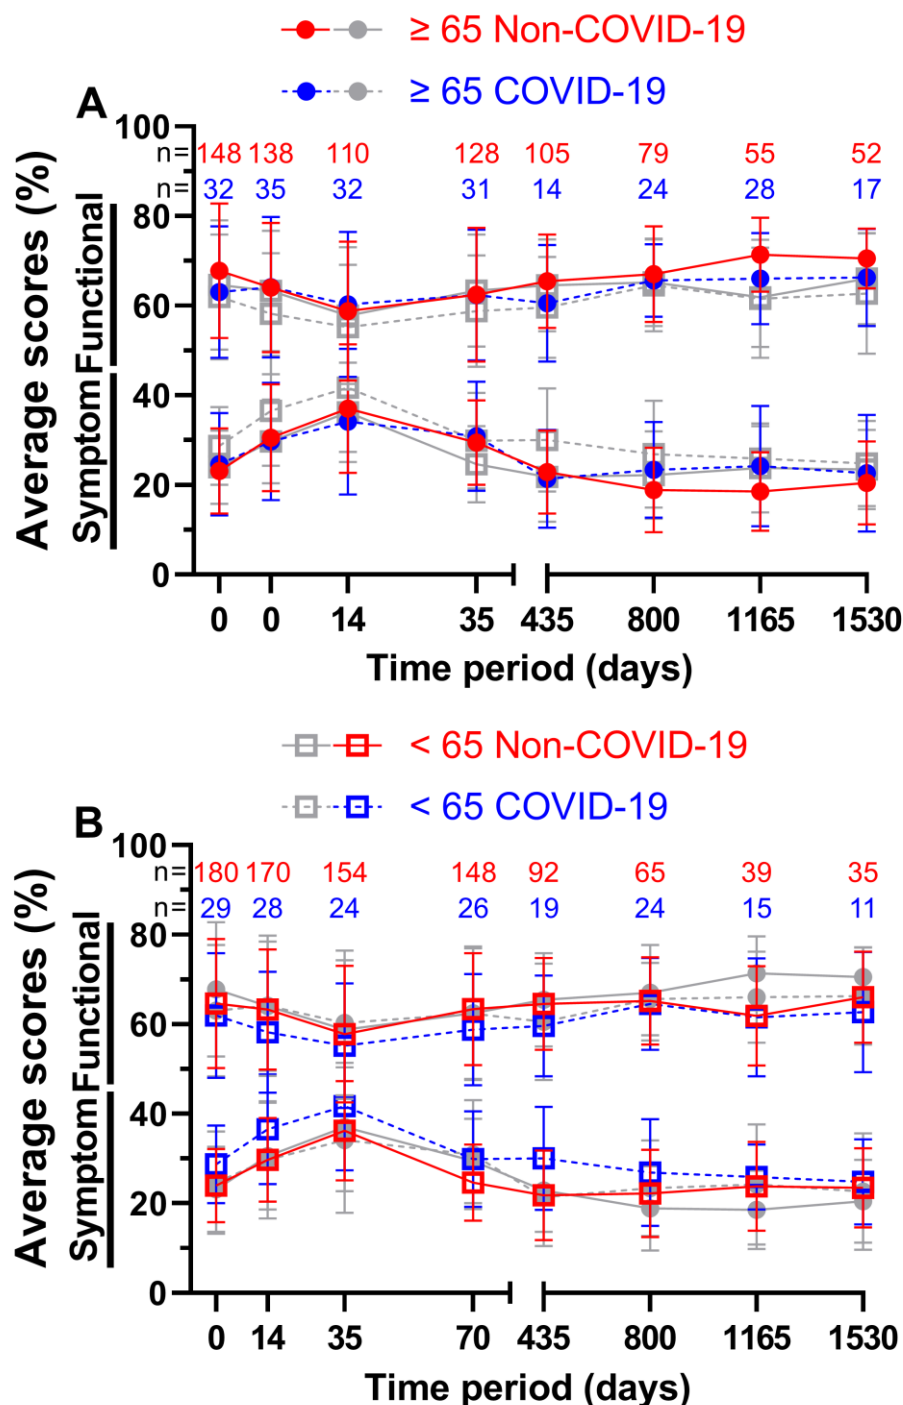 ≥ 65 Non-COVID-19
≥ 65 COVID-19
A
Average scores (%)
Symptom Functional
100
80
60
40
20
0
n= 148 138 110 128 105 79 55 52
n= 32 35 32 31 14 24 28 17
0 0 14 35 435 800 1165 1530
Time period (days)
< 65 Non-COVID-19
< 65 COVID-19
B
Average scores (%)
Symptom Functional
100
80
60
40
20
0
n= 180 170 154 148 92 65 39 35
n= 29 28 24 26 19 24 15 11
0 14 35 70 435 800 1165 1530
Time period (days)